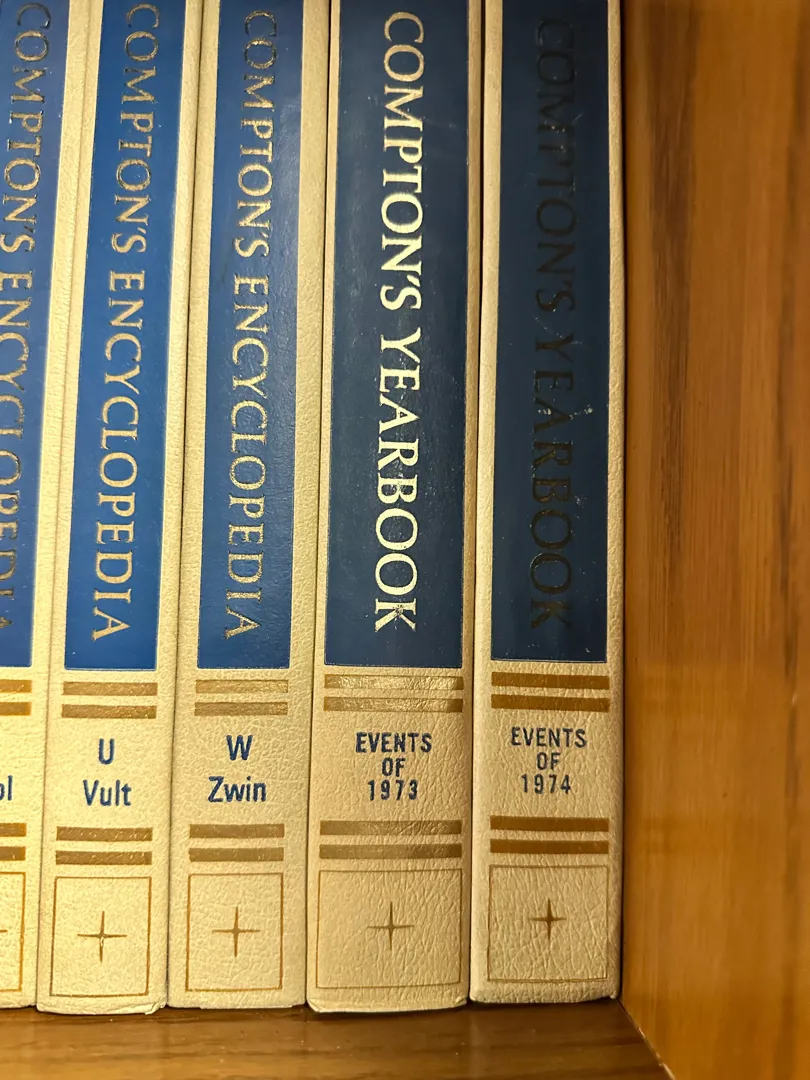 COMPTON'S ENCYCLOPEDIA
COMPTON'S ENCYCLOPEDIA
U
Vult
COMPTON'S ENCYCLOPEDIA
W
Zwin
COMPTON'S YEARBOOK
EVENTS
OF
1973
COMPTON'S YEARBOOK
EVENTS
OF
1974